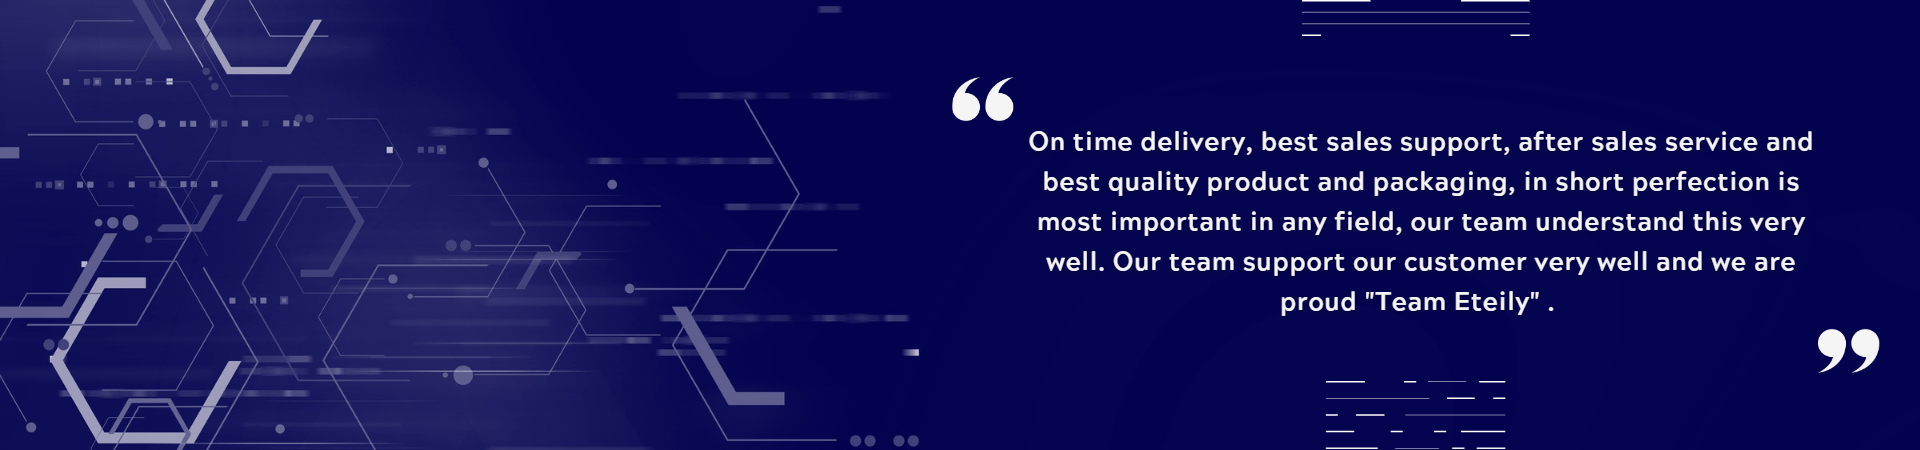 “
On time delivery, best sales support, after sales service and
best quality product and packaging, in short perfection is
most important in any field, our team understand this very
well. Our team support our customer very well and we are
proud "Team Eteily" .
”